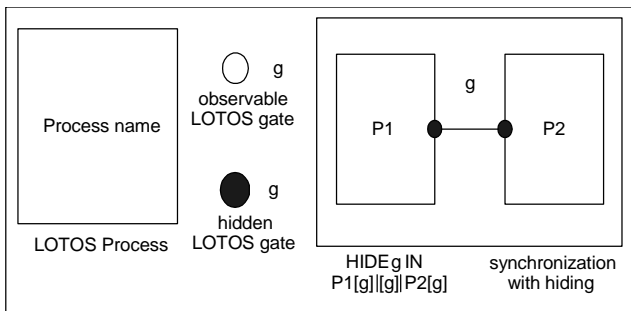 Process name
LOTOS Process
g
observable
LOTOS gate
g
hidden
LOTOS gate
P1
g
P2
HIDE g IN
P1[g]|[g]|P2[g]
synchronization
with hiding